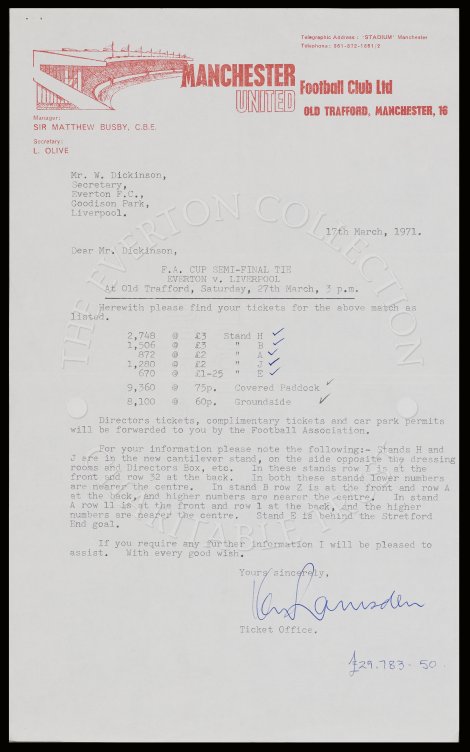 Telegraphic Address: "STADIUM" Manchester
Telephone: 061-872-1661/2
MANCHESTER
UNITED
Football Club Ltd
OLD TRAFFORD, MANCHESTER, 16
Manager:
SIR MATTHEW BUSBY, C.B.E.
Secretary:
L. OLIVE
Mr. W. Dickinson,
Secretary,
Everton F.C.,
Goodison Park,
Liverpool.
17th March, 1971.
Dear Mr. Dickinson,
F.A. CUP SEMI-FINAL TIE
EVERTON v. LIVERPOOL
At Old Trafford, Saturday, 27th March, 3 p.m.
Herewith please find your tickets for the above match as
listed.
2,748 @ £3 Stand H ✓
1,506 @ £3 " B ✓
872 @ £2 " A ✓
1,280 @ £2 " J ✓
670 @ £1-25 " E ✓
9,360 @ 75p. Covered Paddock ✓
8,100 @ 60p. Groundside ✓
Directors tickets, complimentary tickets and car park permits
will be forwarded to you by the Football Association.
For your information please note the following:- Stands H and
J are in the new cantilever stand, on the side opposite the dressing
rooms and Directors Box, etc. In these stands row 1 is at the
front and row 32 at the back. In both these stands lower numbers
are nearer the centre. In stand B row Z is at the front and row A
at the back, and higher numbers are nearer the centre. In stand
A row 11 is at the front and row 1 at the back, and the higher
numbers are nearer the centre. Stand E is behind the Stretford
End goal.
If you require any further information I will be pleased to
assist. With every good wish.
Yours sincerely,
Ken Ramsden
Ticket Office.
£29.783-50.
THE EVERTON COLLECTION